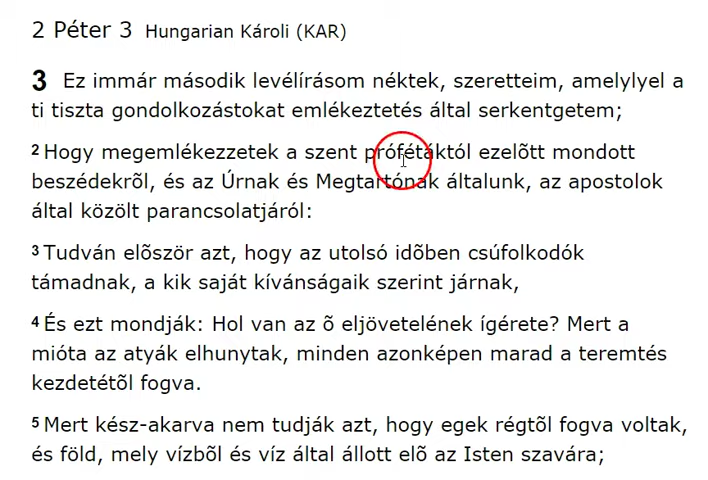 2 Péter 3 Hungarian Károli (KAR)
3 Ez immár második levélírásom néktek, szeretteim, amelylyel a
ti tiszta gondolkozástokat emlékeztetés által serkentgetem;
2 Hogy megemlékezzetek a szent prófétáktól ezelõtt mondott
beszédekrõl, és az Úrnak és Megtartónak általunk, az apostolok
által közölt parancsolatjáról:
3 Tudván elõször azt, hogy az utolsó idõben csúfolkodók
támadnak, a kik saját kívánságaik szerint járnak,
4 És ezt mondják: Hol van az õ eljövetelének ígérete? Mert a
mióta az atyák elhunytak, minden azonképen marad a teremtés
kezdetétõl fogva.
5 Mert kész-akarva nem tudják azt, hogy egek régtõl fogva voltak,
és föld, mely vízbõl és víz által állott elõ az Isten szavára;